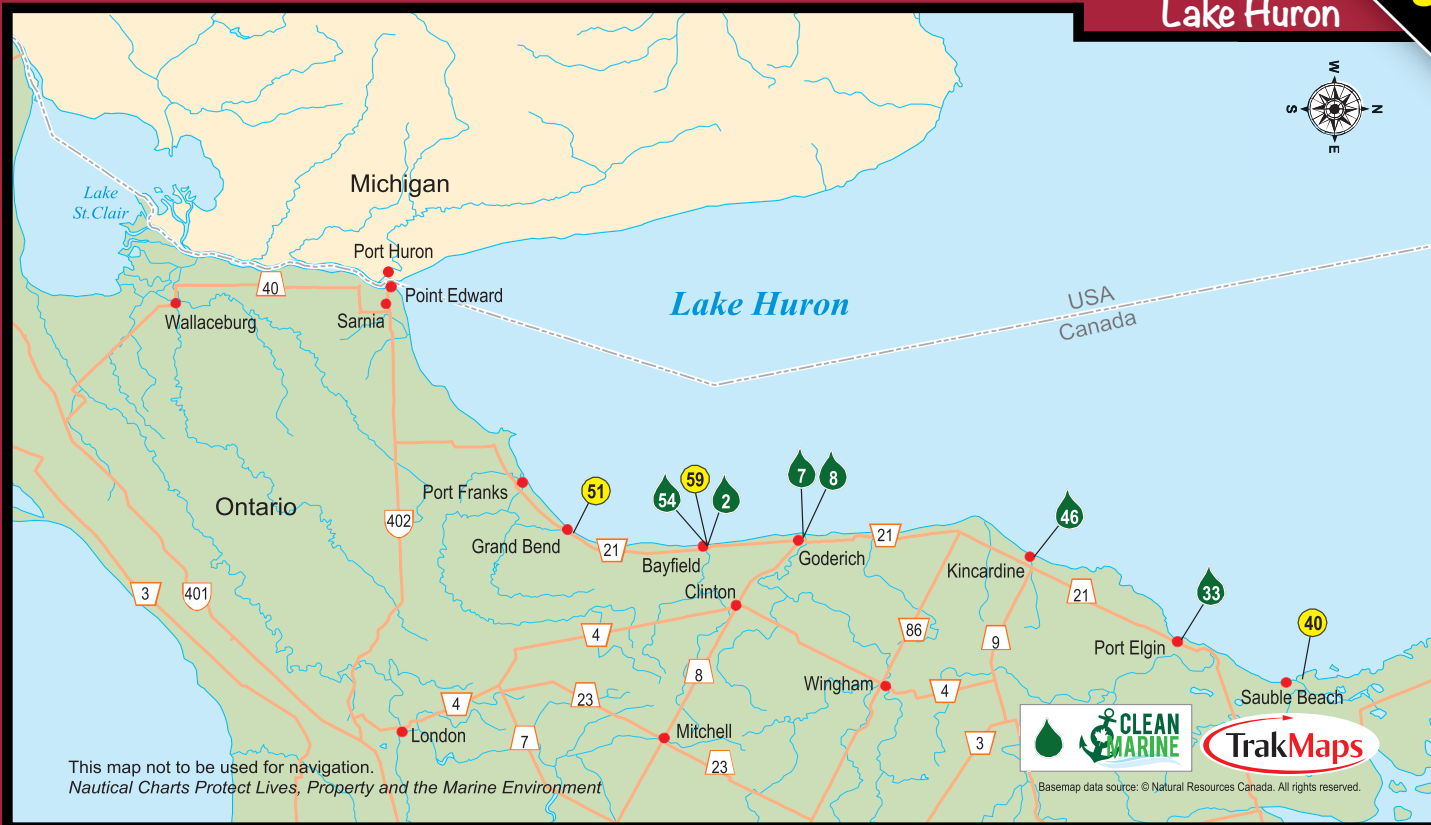 Lake Huron
W
S
N
E
Michigan
Lake
St.Clair
Port Huron
40
Point Edward
Wallaceburg
Sarnia
Lake Huron
USA
Canada
Ontario
Port Franks
402
51
Grand Bend
21
54
59
2
Bayfield
7
8
Goderich
21
46
Kincardine
Clinton
21
33
Port Elgin
40
Sauble Beach
3
401
4
8
86
9
Wingham
4
4
23
7
London
Mitchell
23
3
CLEAN
MARINE
TrakMaps
This map not to be used for navigation.
Nautical Charts Protect Lives, Property and the Marine Environment
Basemap data source: © Natural Resources Canada. All rights reserved.